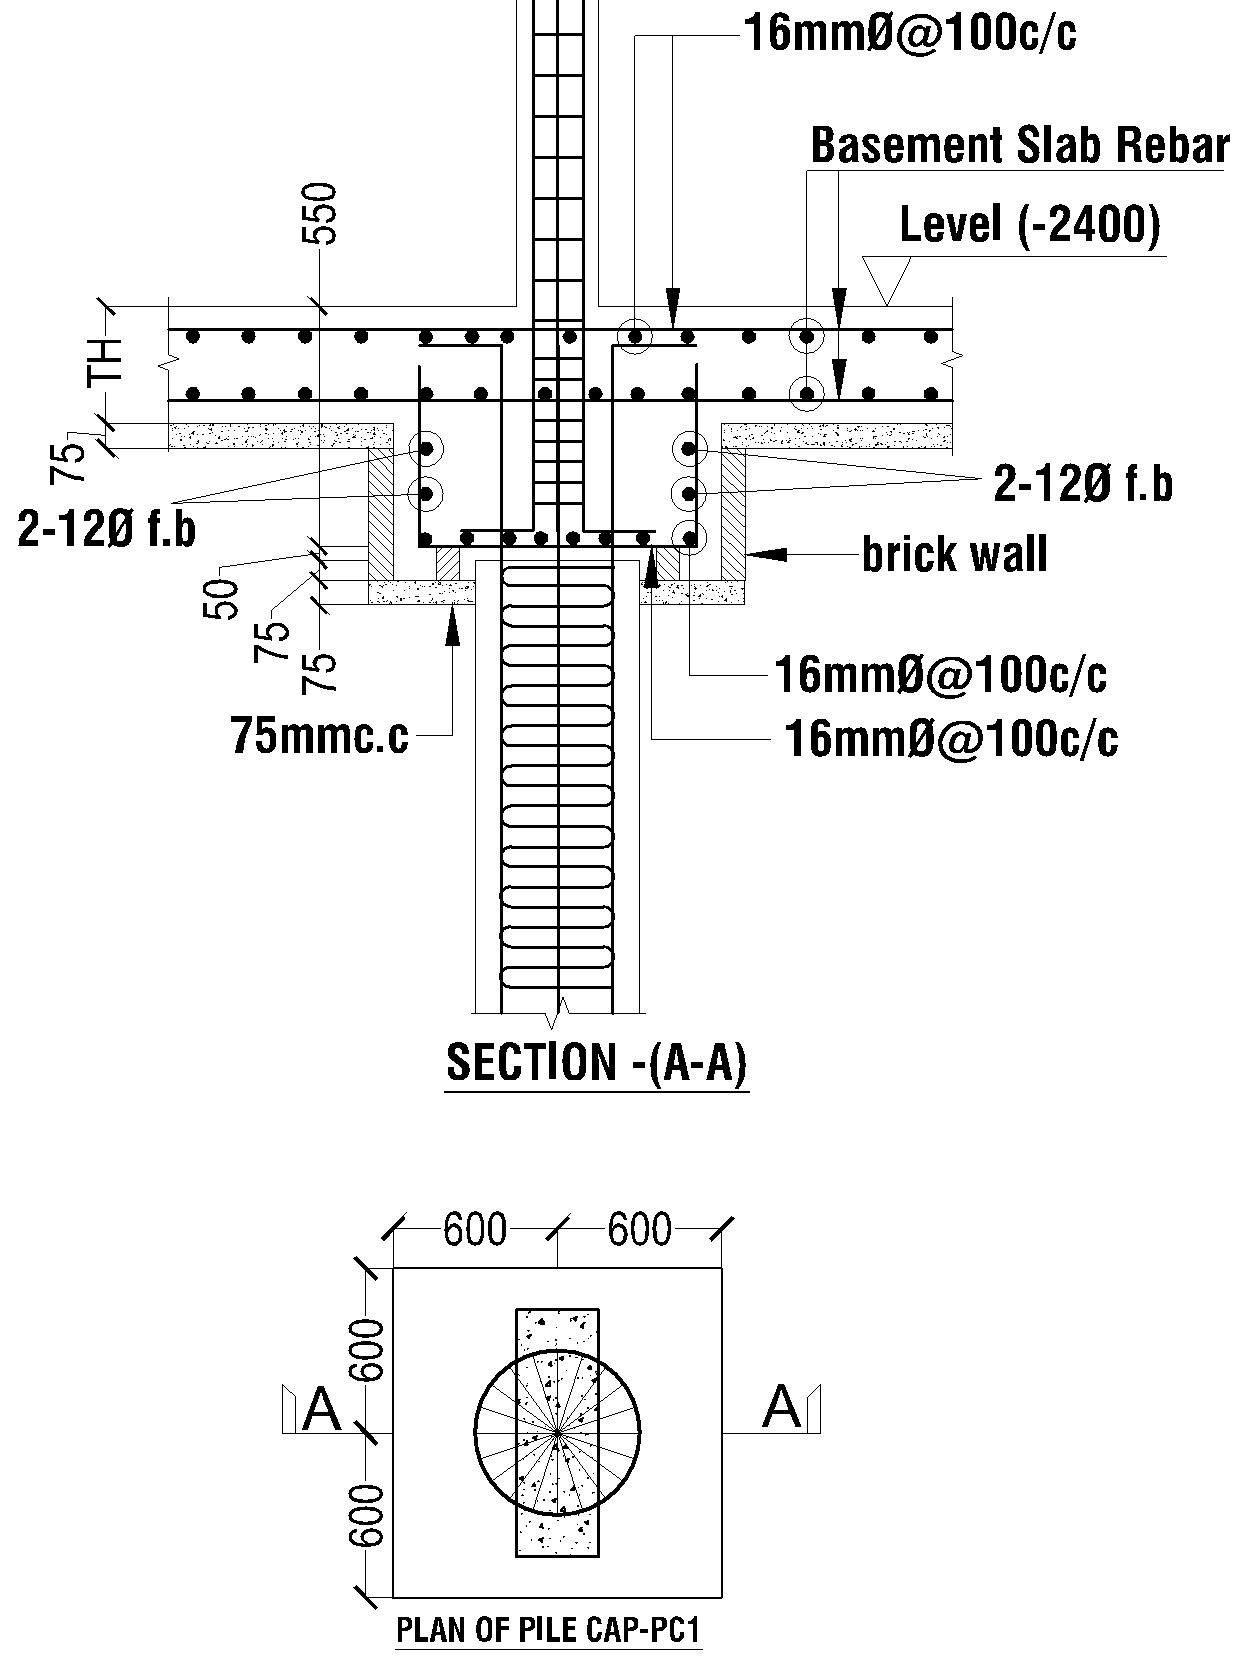 16mmØ@100c/c
Basement Slab Rebar
Level (-2400)
550
TH
75
2-12Ø f.b
2-12Ø f.b
brick wall
50
75
75
16mmØ@100c/c
75mmc.c
16mmØ@100c/c
SECTION -(A-A)
600 600
600
A A
600
PLAN OF PILE CAP-PC1